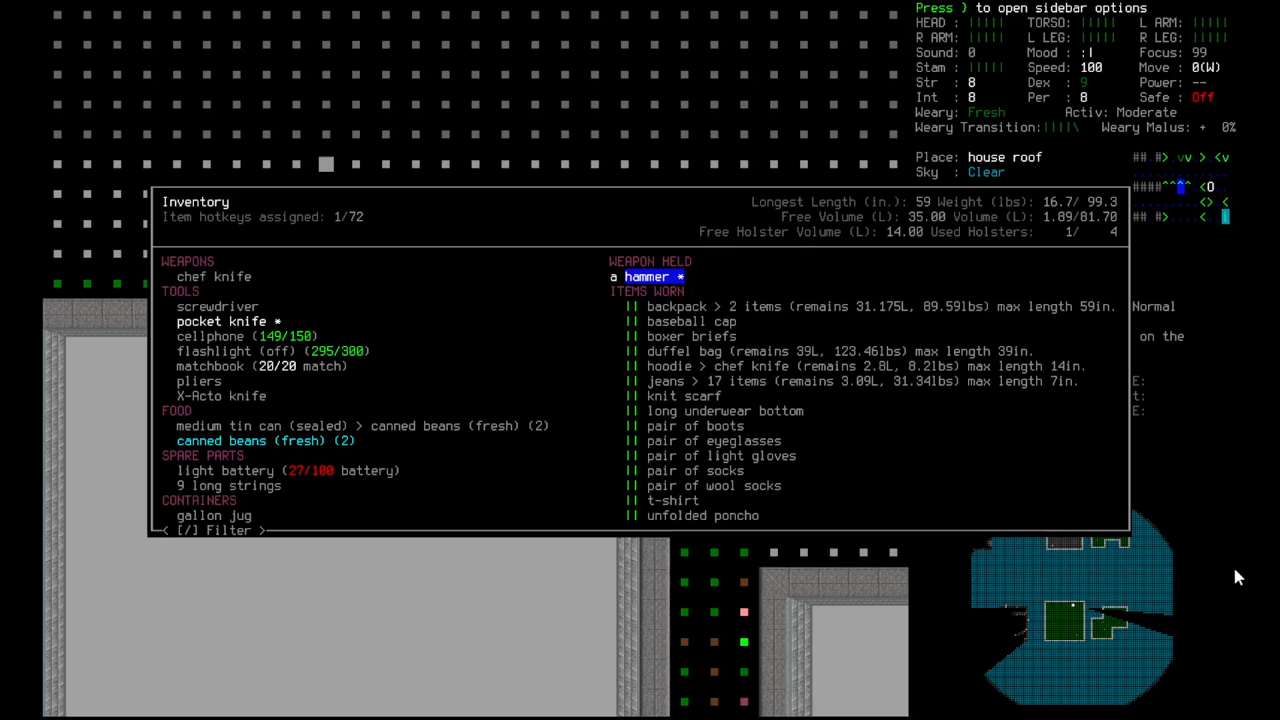 Press } to open sidebar options
HEAD : ||||| TORSO: ||||| L ARM: |||||
R ARM: ||||| L LEG: ||||| R LEG: |||||
Sound: 0 Mood : :| Focus: 99
Stam : ||||| Speed: 100 Move : 0(W)
Str : 8 Dex : 9 Power: --
Int : 8 Per : 8 Safe : Off
Weary: Fresh Activ: Moderate
Weary Transition:||||\ Weary Malus: + 0%
Place: house roof
Sky : Clear
Inventory Longest Length (in.): 59 Weight (lbs): 16.7/ 99.3
Item hotkeys assigned: 1/72 Free Volume (L): 35.00 Volume (L): 1.89/81.70
Free Holster Volume (L): 14.00 Used Holsters: 1/ 4
WEAPONS
chef knife
TOOLS
screwdriver
pocket knife *
cellphone (149/150)
flashlight (off) (295/300)
matchbook (20/20 match)
pliers
X-Acto knife
FOOD
medium tin can (sealed) > canned beans (fresh) (2)
canned beans (fresh) (2)
SPARE PARTS
light battery (27/100 battery)
9 long strings
CONTAINERS
gallon jug
< [/] Filter >
WEAPON HELD
a hammer *
ITEMS WORN
|| backpack > 2 items (remains 31.175L, 89.59lbs) max length 59in.
|| baseball cap
|| boxer briefs
|| duffel bag (remains 39L, 123.46lbs) max length 39in.
|| hoodie > chef knife (remains 2.8L, 8.2lbs) max length 14in.
|| jeans > 17 items (remains 3.09L, 31.34lbs) max length 7in.
|| knit scarf
|| long underwear bottom
|| pair of boots
|| pair of eyeglasses
|| pair of light gloves
|| pair of socks
|| pair of wool socks
|| t-shirt
|| unfolded poncho
Normal
on the
E:
t:
E: